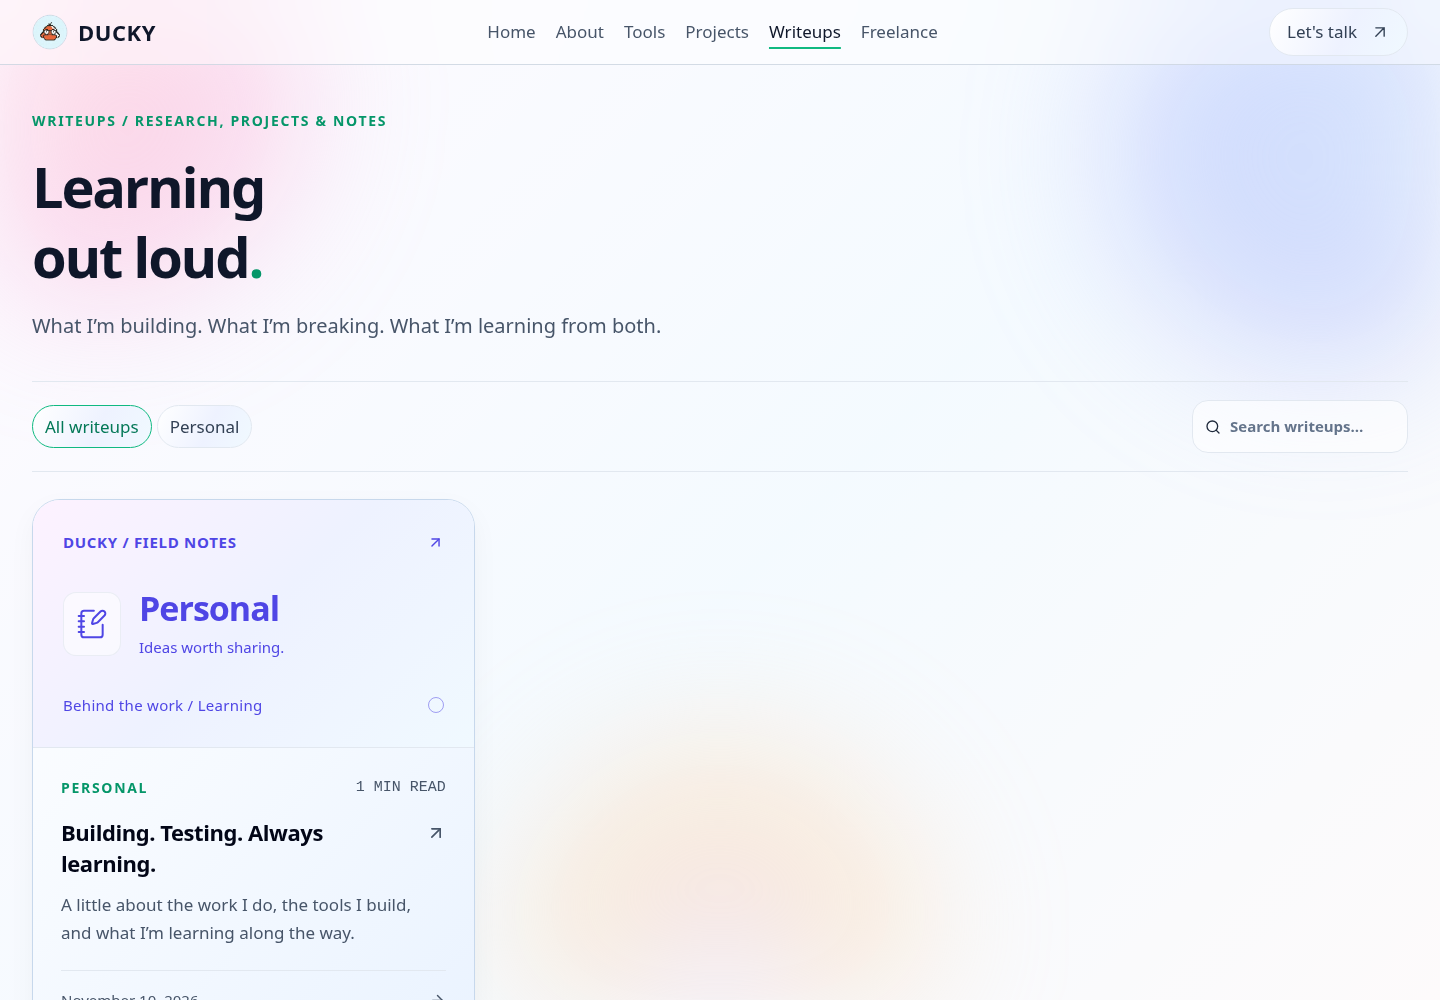 DUCKY
Home About Tools Projects Writeups Freelance
Let's talk
WRITEUPS / RESEARCH, PROJECTS & NOTES
Learning
out loud.
What I’m building. What I’m breaking. What I’m learning from both.
All writeups
Personal
Search writeups...
DUCKY / FIELD NOTES
Personal
Ideas worth sharing.
Behind the work / Learning
PERSONAL
1 MIN READ
Building. Testing. Always
learning.
A little about the work I do, the tools I build,
and what I’m learning along the way.